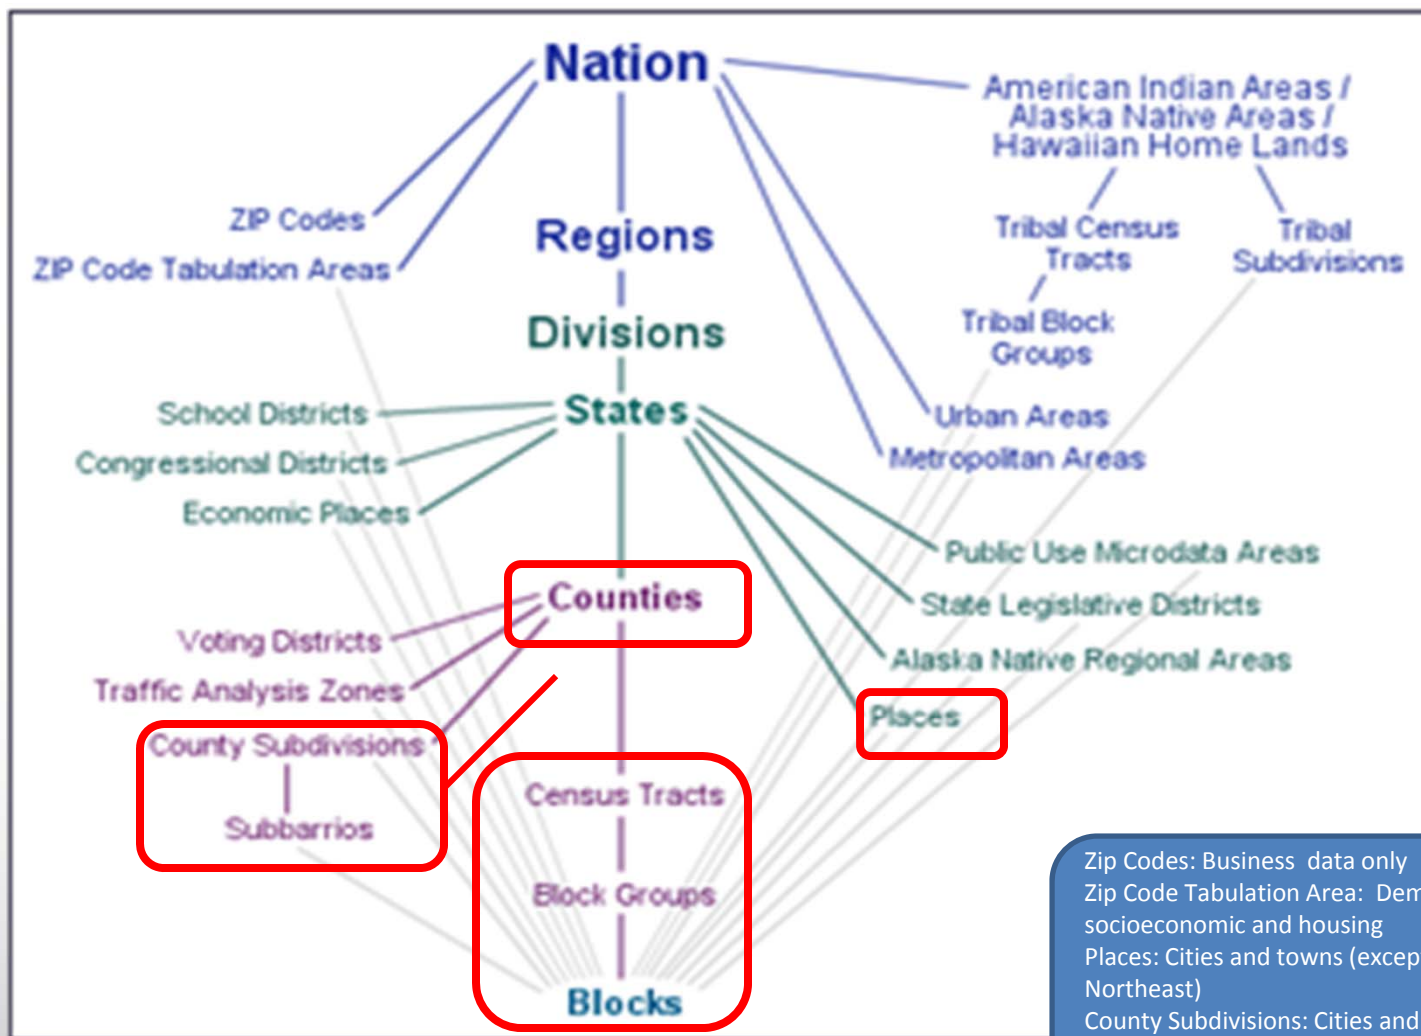 Nation
American Indian Areas /
Alaska Native Areas /
Hawaiian Home Lands
ZIP Codes
ZIP Code Tabulation Areas
Regions
Tribal Census
Tracts
Tribal
Subdivisions
Tribal Block
Groups
Divisions
States
School Districts
Congressional Districts
Economic Places
Urban Areas
Metropolitan Areas
Public Use Microdata Areas
State Legislative Districts
Alaska Native Regional Areas
Places
Counties
Voting Districts
Traffic Analysis Zones
County Subdivisions
Subbarrios
Census Tracts
Block Groups
Blocks
Zip Codes: Business data only
Zip Code Tabulation Area: Dem
socioeconomic and housing
Places: Cities and towns (excep
Northeast)
County Subdivisions: Cities and